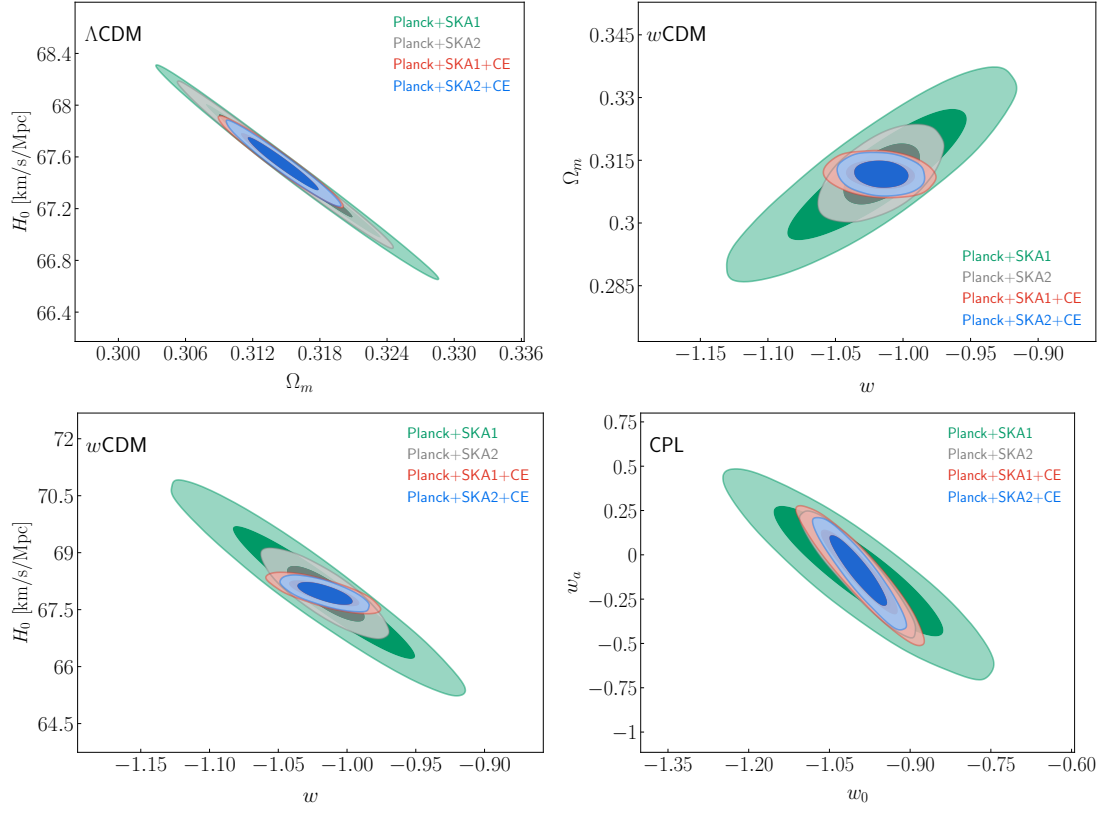 ΛCDM
Planck+SKA1
Planck+SKA2
Planck+SKA1+CE
Planck+SKA2+CE
68.4
68
67.6
67.2
66.8
66.4
H₀ [km/s/Mpc]
0.300 0.306 0.312 0.318 0.324 0.330 0.336
Ωₘ
wCDM
0.345
0.33
0.315
0.3
0.285
Ωₘ
Planck+SKA1
Planck+SKA2
Planck+SKA1+CE
Planck+SKA2+CE
−1.15 −1.10 −1.05 −1.00 −0.95 −0.90
w
wCDM
Planck+SKA1
Planck+SKA2
Planck+SKA1+CE
Planck+SKA2+CE
72
70.5
69
67.5
66
64.5
H₀ [km/s/Mpc]
−1.15 −1.10 −1.05 −1.00 −0.95 −0.90
w
CPL
Planck+SKA1
Planck+SKA2
Planck+SKA1+CE
Planck+SKA2+CE
0.75
0.5
0.25
0
−0.25
−0.5
−0.75
−1
wₐ
−1.35 −1.20 −1.05 −0.90 −0.75 −0.60
w₀